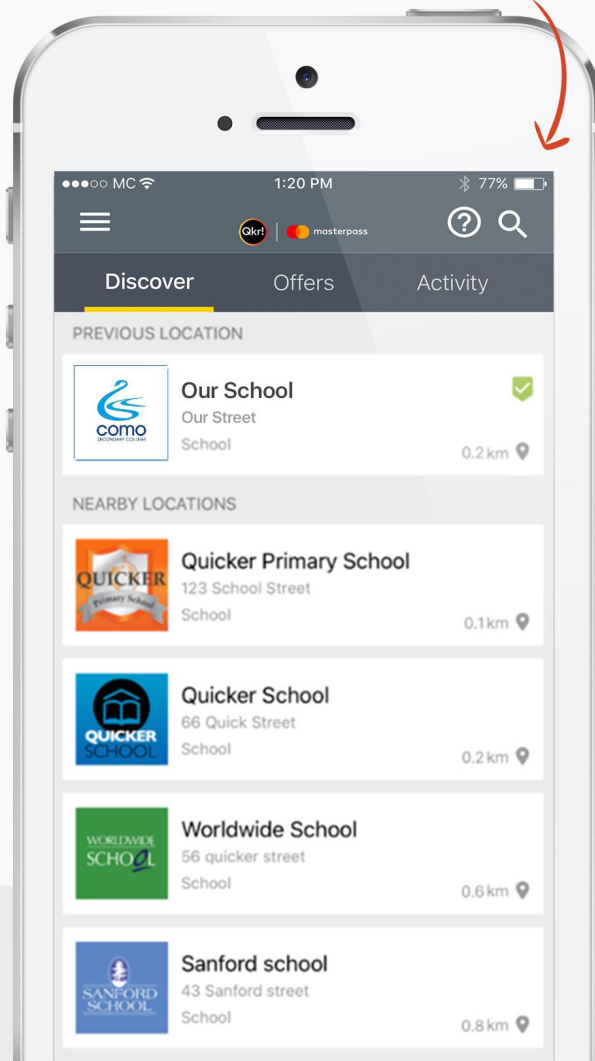 MC 1:20 PM 77%
Qkr! masterpass
Discover Offers Activity
PREVIOUS LOCATION
como
SECONDARY COLLEGE
Our School
Our Street
School
0.2 km
NEARBY LOCATIONS
QUICKER
Primary School
Quicker Primary School
123 School Street
School
0.1 km
QUICKER
SCHOOL
Quicker School
66 Quick Street
School
0.2 km
WORLDWIDE
SCHOOL
Worldwide School
56 quicker street
School
0.6 km
SANFORD
SCHOOL
Sanford school
43 Sanford street
School
0.8 km